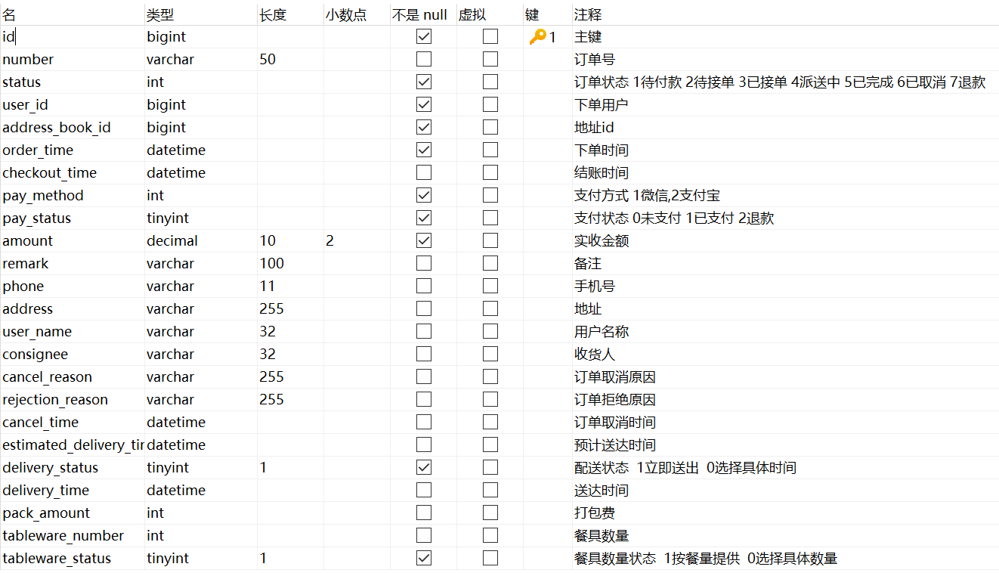 名 类型 长度 小数点 不是 null 虚拟 键 注释
id bigint 1 主键
number varchar 50 订单号
status int 订单状态 1待付款 2待接单 3已接单 4派送中 5已完成 6已取消 7退款
user_id bigint 下单用户
address_book_id bigint 地址id
order_time datetime 下单时间
checkout_time datetime 结账时间
pay_method int 支付方式 1微信,2支付宝
pay_status tinyint 支付状态 0未支付 1已支付 2退款
amount decimal 10 2 实收金额
remark varchar 100 备注
phone varchar 11 手机号
address varchar 255 地址
user_name varchar 32 用户名称
consignee varchar 32 收货人
cancel_reason varchar 255 订单取消原因
rejection_reason varchar 255 订单拒绝原因
cancel_time datetime 订单取消时间
estimated_delivery_tir datetime 预计送达时间
delivery_status tinyint 1 配送状态 1立即送出 0选择具体时间
delivery_time datetime 送达时间
pack_amount int 打包费
tableware_number int 餐具数量
tableware_status tinyint 1 餐具数量状态 1按餐量提供 0选择具体数量